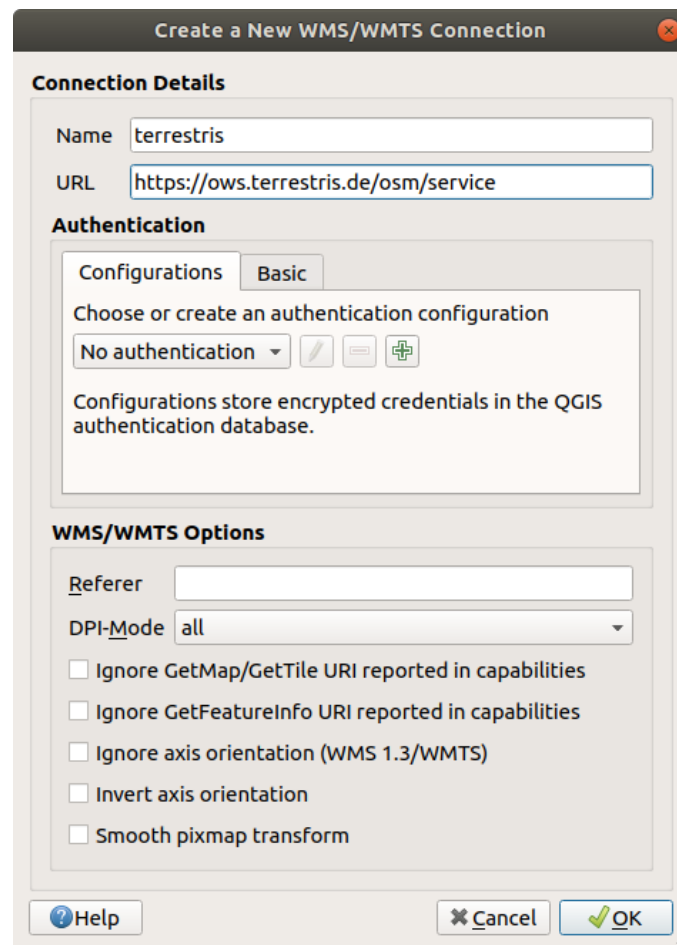 Create a New WMS/WMTS Connection
Connection Details
Name terrestris
URL https://ows.terrestris.de/osm/service
Authentication
Configurations Basic
Choose or create an authentication configuration
No authentication
Configurations store encrypted credentials in the QGIS
authentication database.
WMS/WMTS Options
Referer
DPI-Mode all
Ignore GetMap/GetTile URI reported in capabilities
Ignore GetFeatureInfo URI reported in capabilities
Ignore axis orientation (WMS 1.3/WMTS)
Invert axis orientation
Smooth pixmap transform
Help Cancel OK